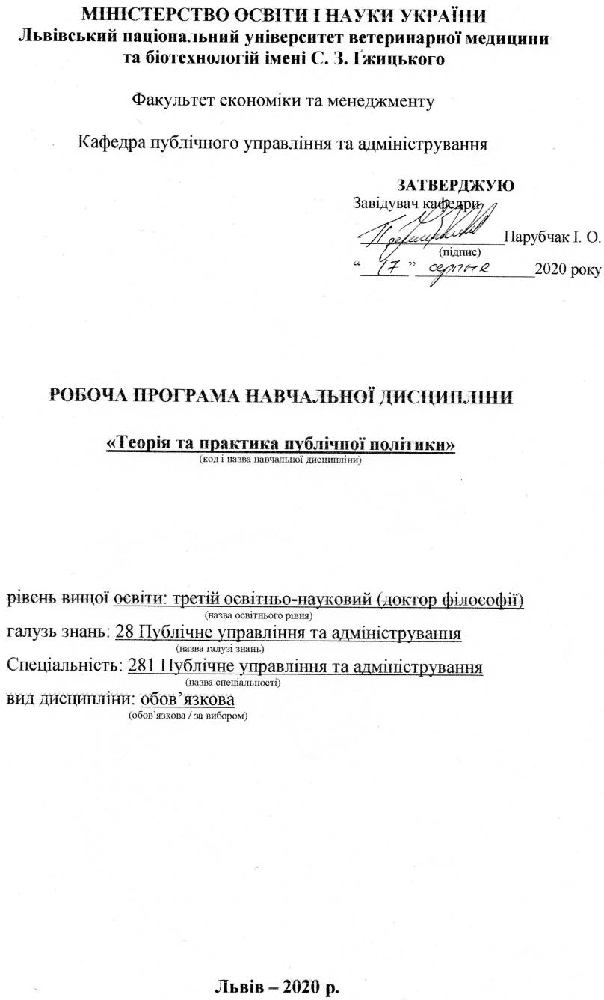 МІНІСТЕРСТВО ОСВІТИ І НАУКИ УКРАЇНИ
Львівський національний університет ветеринарної медицини
та біотехнологій імені С. З. Ґжицького
Факультет економіки та менеджменту
Кафедра публічного управління та адміністрування
ЗАТВЕРДЖУЮ
Завідувач кафедри
Парубчак І. О.
(підпис)
“ 17 ” серпня 2020 року
РОБОЧА ПРОГРАМА НАВЧАЛЬНОЇ ДИСЦИПЛІНИ
«Теорія та практика публічної політики»
(код і назва навчальної дисципліни)
рівень вищої освіти: третій освітньо-науковий (доктор філософії)
(назва освітнього рівня)
галузь знань: 28 Публічне управління та адміністрування
(назва галузі знань)
Спеціальність: 281 Публічне управління та адміністрування
(назва спеціальності)
вид дисципліни: обов’язкова
(обов’язкова / за вибором)
Львів – 2020 р.